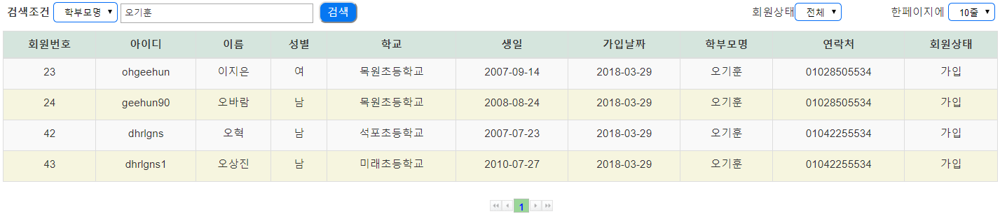 검색조건 학부모명 오기훈 검색 회원상태 전체 한페이지에 10줄
회원번호 아이디 이름 성별 학교 생일 가입날짜 학부모명 연락처 회원상태
23 ohgeehun 이지은 여 목원초등학교 2007-09-14 2018-03-29 오기훈 01028505534 가입
24 geehun90 오바람 남 목원초등학교 2008-08-24 2018-03-29 오기훈 01028505534 가입
42 dhrlgns 오혁 남 석포초등학교 2007-07-23 2018-03-29 오기훈 01042255534 가입
43 dhrlgns1 오상진 남 미래초등학교 2010-07-27 2018-03-29 오기훈 01042255534 가입
1